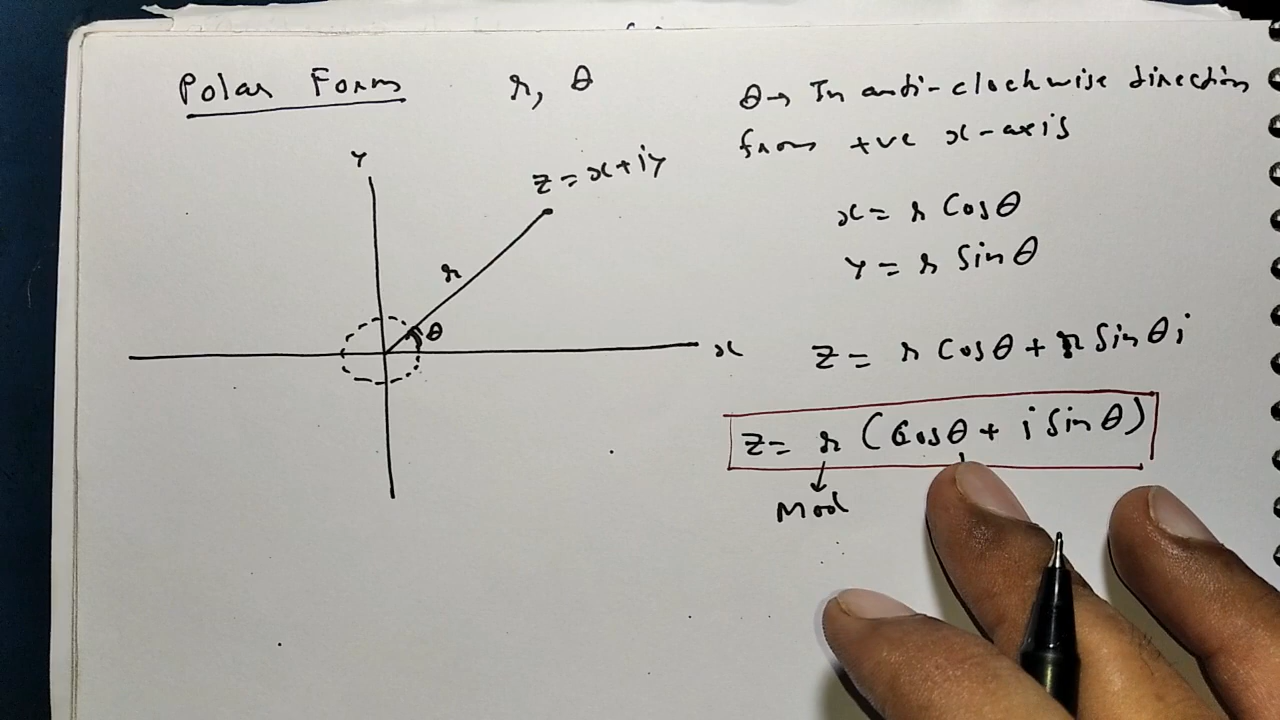 Polar Form r, θ
Y
z = x+iy
r
θ
x
θ → In anti-clockwise direction
from +ve x-axis
x = r Cosθ
Y = r Sinθ
z = r Cosθ + r Sinθ i
z = r (Cosθ + i Sinθ)
Mod